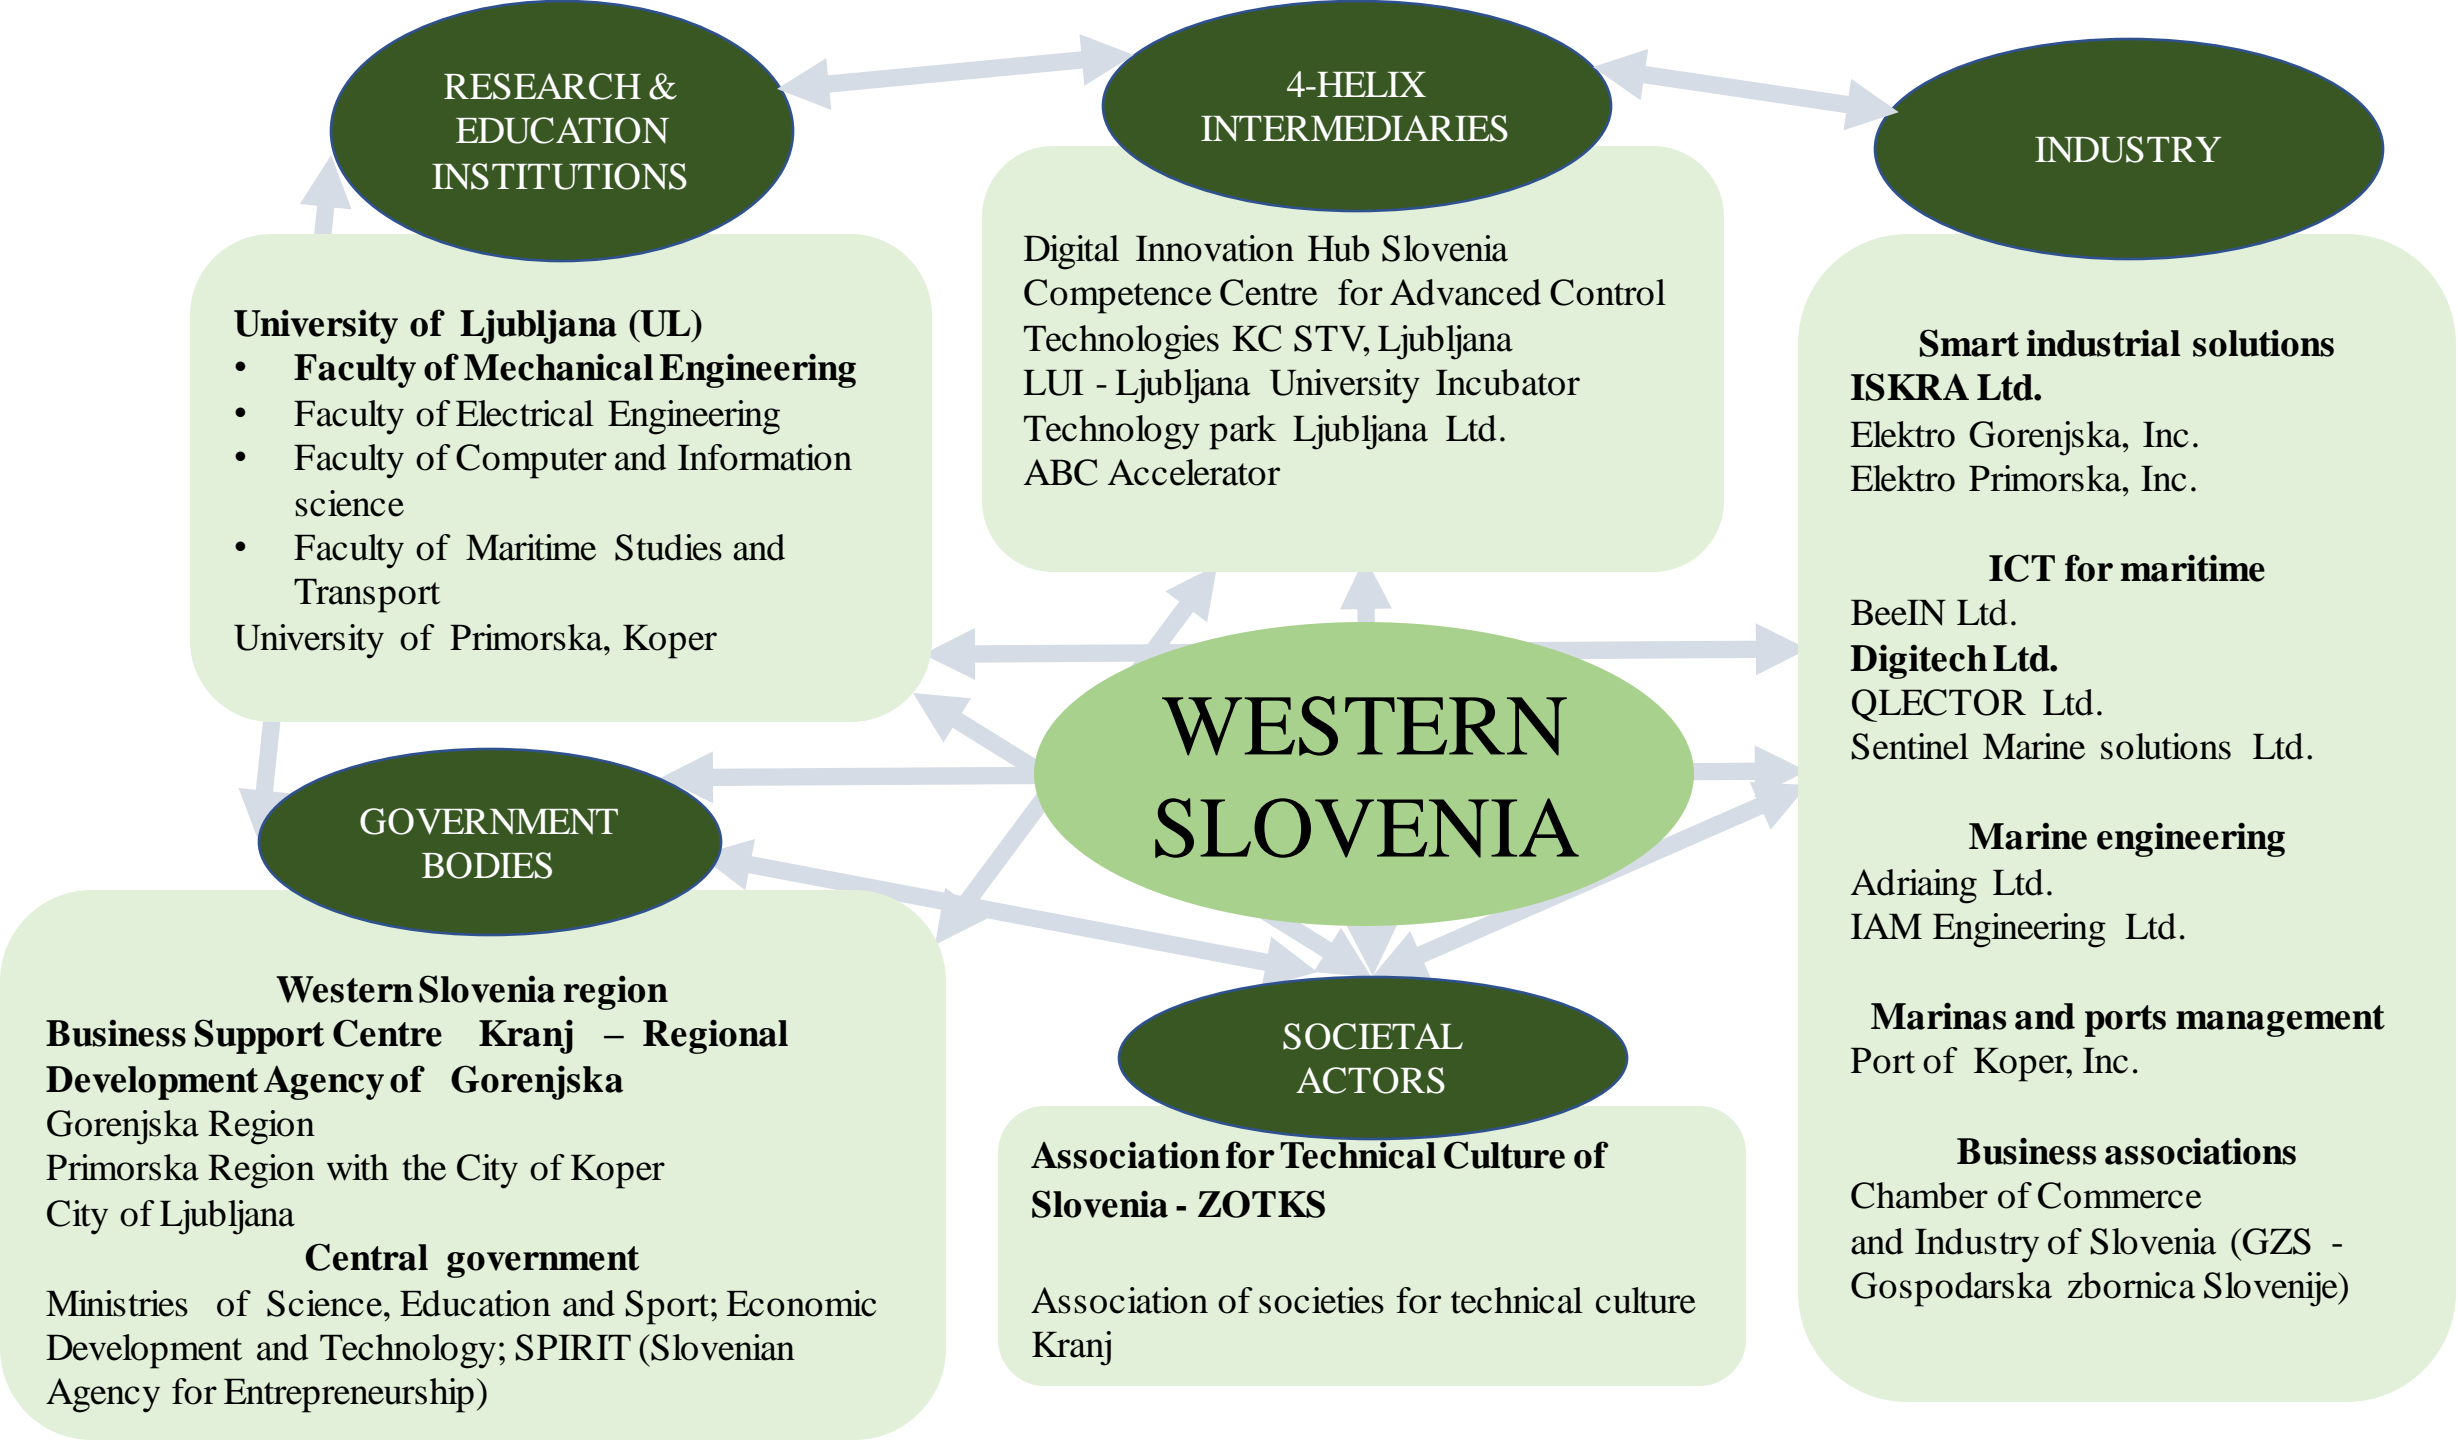 RESEARCH &
EDUCATION
INSTITUTIONS
University of Ljubljana (UL)
• Faculty of Mechanical Engineering
• Faculty of Electrical Engineering
• Faculty of Computer and Information
science
• Faculty of Maritime Studies and
Transport
University of Primorska, Koper
4-HELIX
INTERMEDIARIES
Digital Innovation Hub Slovenia
Competence Centre for Advanced Control
Technologies KC STV, Ljubljana
LUI - Ljubljana University Incubator
Technology park Ljubljana Ltd.
ABC Accelerator
INDUSTRY
Smart industrial solutions
ISKRA Ltd.
Elektro Gorenjska, Inc.
Elektro Primorska, Inc.
ICT for maritime
BeeIN Ltd.
Digitech Ltd.
QLECTOR Ltd.
Sentinel Marine solutions Ltd.
Marine engineering
Adriaing Ltd.
IAM Engineering Ltd.
Marinas and ports management
Port of Koper, Inc.
Business associations
Chamber of Commerce
and Industry of Slovenia (GZS -
Gospodarska zbornica Slovenije)
WESTERN
SLOVENIA
GOVERNMENT
BODIES
Western Slovenia region
Business Support Centre Kranj – Regional
Development Agency of Gorenjska
Gorenjska Region
Primorska Region with the City of Koper
City of Ljubljana
Central government
Ministries of Science, Education and Sport; Economic
Development and Technology; SPIRIT (Slovenian
Agency for Entrepreneurship)
SOCIETAL
ACTORS
Association for Technical Culture of
Slovenia - ZOTKS
Association of societies for technical culture
Kranj